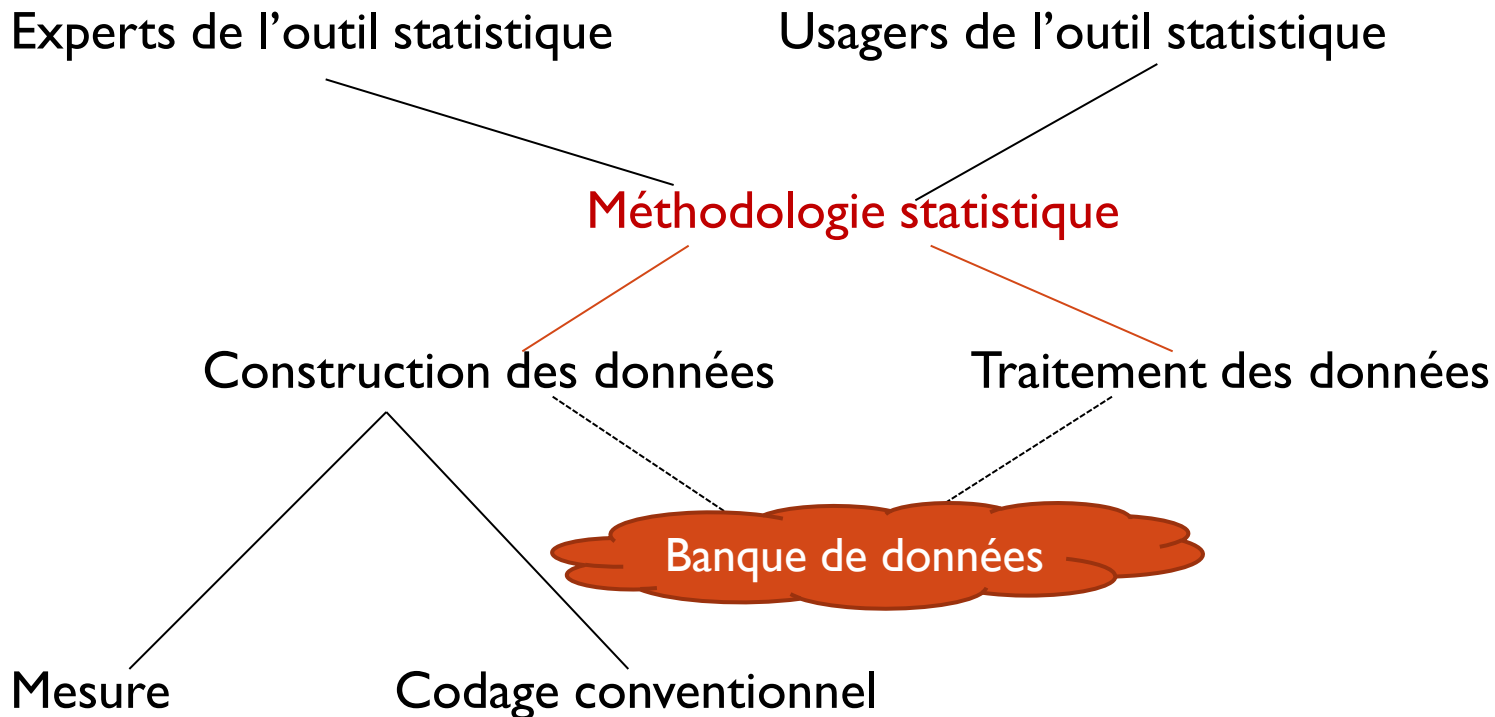 Experts de l’outil statistique
Usagers de l’outil statistique
Méthodologie statistique
Construction des données
Traitement des données
Banque de données
Mesure
Codage conventionnel